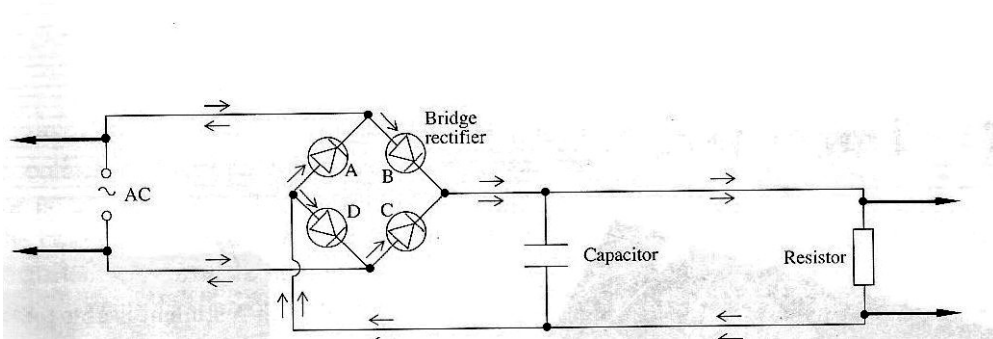 Bridge
rectifier
A
B
AC
D
C
Capacitor
Resistor